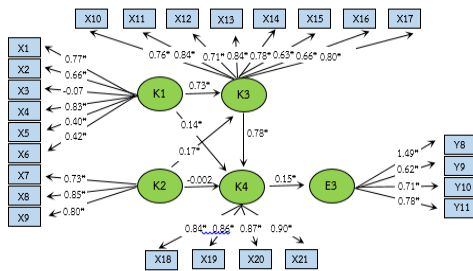 X10 X11 X12 X13 X14 X15 X16 X17
0.76* 0.84* 0.71* 0.84* 0.78* 0.63* 0.66* 0.80*
X1 0.77*
X2 0.66*
X3 -0.07
X4 0.83*
X5 0.40*
X6 0.42*
K1 0.73* K3
0.14*
0.17*
0.78*
X7 0.73*
X8 0.85*
X9 0.80*
K2 -0.002 K4 0.15* E3
1.49* Y8
0.62* Y9
0.71* Y10
0.78* Y11
0.84* 0.86* 0.87* 0.90*
X18 X19 X20 X21